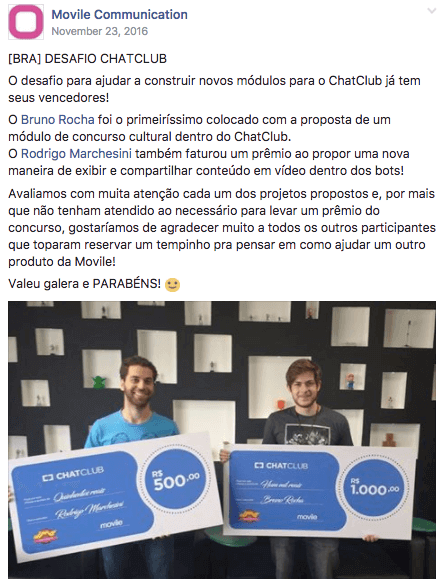 Movile Communication
November 23, 2016
[BRA] DESAFIO CHATCLUB
O desafio para ajudar a construir novos módulos para o ChatClub já tem
seus vencedores!
O Bruno Rocha foi o primeiríssimo colocado com a proposta de um
módulo de concurso cultural dentro do ChatClub.
O Rodrigo Marchesini também faturou um prêmio ao propor uma nova
maneira de exibir e compartilhar conteúdo em vídeo dentro dos bots!
Avaliamos com muita atenção cada um dos projetos propostos e, por mais
que não tenham atendido ao necessário para levar um prêmio do
concurso, gostaríamos de agradecer muito a todos os outros participantes
que toparam reservar um tempinho pra pensar em como ajudar um outro
produto da Movile!
Valeu galera e PARABÉNS!
CHATCLUB
R$
500,00
Quinhentos reais
Rodrigo Marchesini
movile
CHATCLUB
R$
1.000,00
Hum mil reais
Bruno Rocha
movile